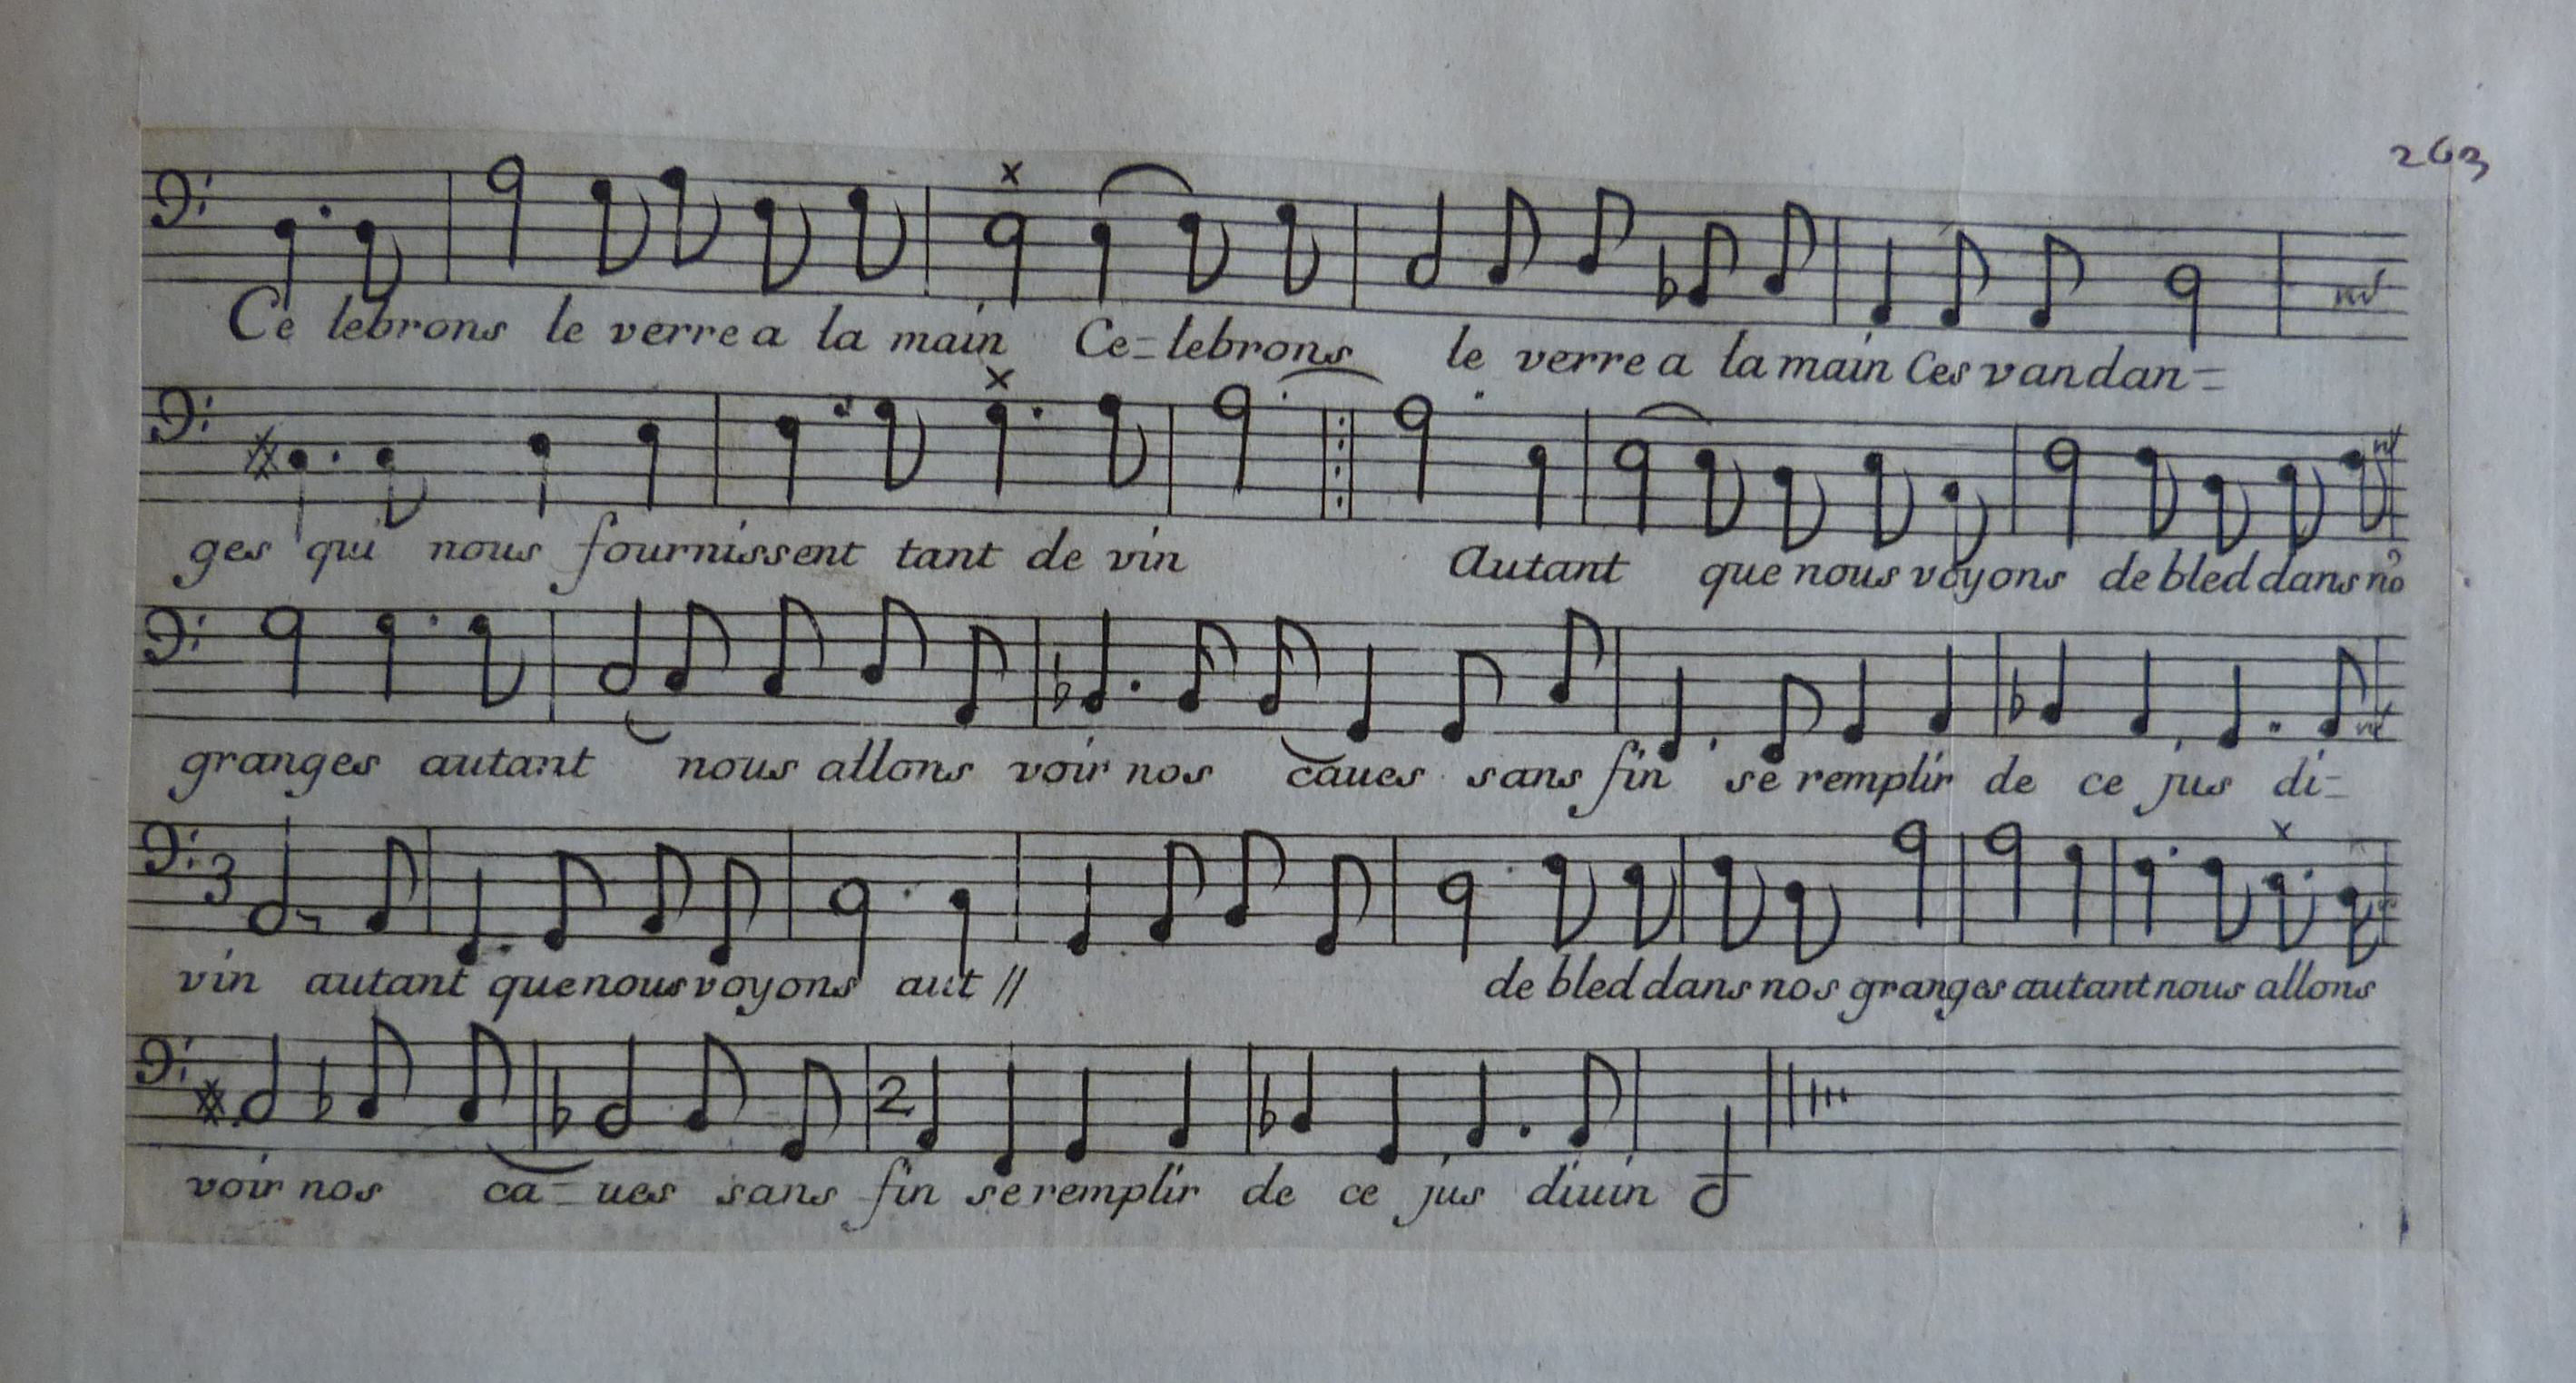 263
Ce lebrons le verre a la main Ce=lebrons le verre a la main Ces vandan=
ges qui nous fournissent tant de vin Autant que nous voyons de bled dans no
granges autant nous allons voir nos caues sans fin se remplir de ce jus di=
3
vin autant que nous voyons aut // de bled dans nos granges autant nous allons
2
voir nos ca=ues sans fin se remplir de ce jus diuin